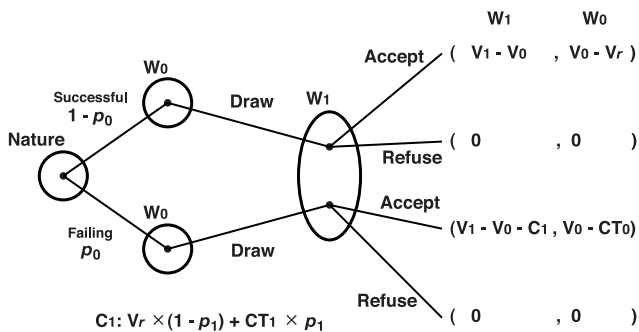 W₁ W₀
Accept ( V₁ - V₀ , V₀ - Vᵣ )
W₀
Successful
1 - p₀
Draw
W₁
Nature
Refuse ( 0 , 0 )
Accept
W₀
(V₁ - V₀ - C₁ , V₀ - CT₀)
Failing
p₀
Draw
Refuse
( 0 , 0 )
C₁: Vᵣ ×(1 - p₁) + CT₁ × p₁